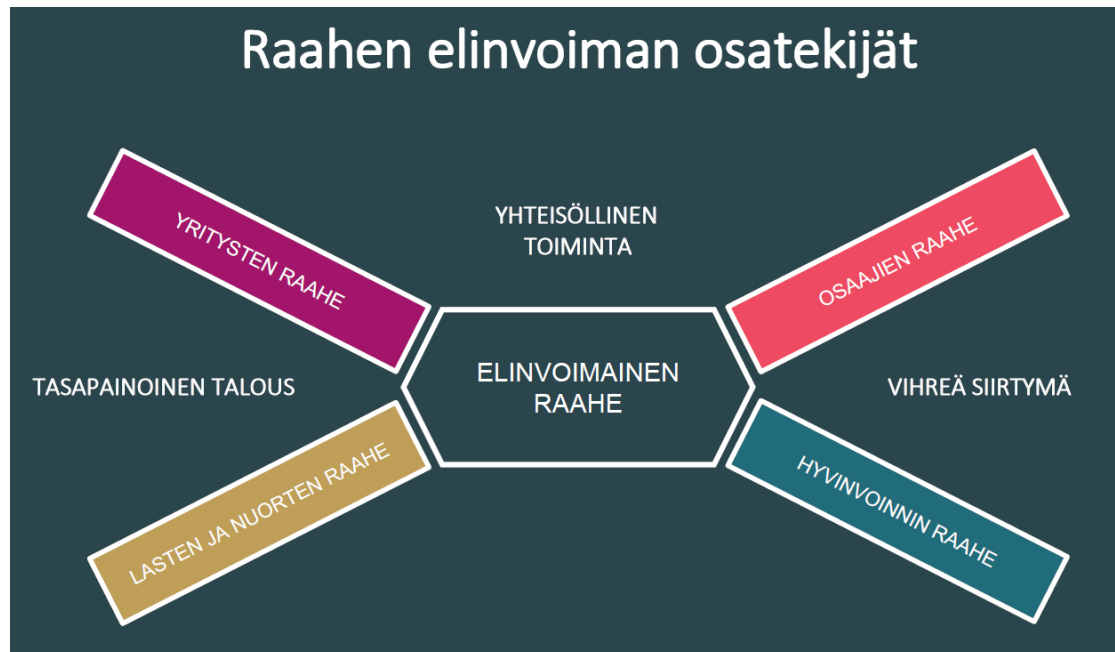 Raahen elinvoiman osatekijät
YRITYSTEN RAAHE
YHTEISÖLLINEN
TOIMINTA
OSAAJIEN RAAHE
TASAPAINOINEN TALOUS
ELINVOIMAINEN
RAAHE
VIHREÄ SIIRTYMÄ
LASTEN JA NUORTEN RAAHE
HYVINVOINNIN RAAHE